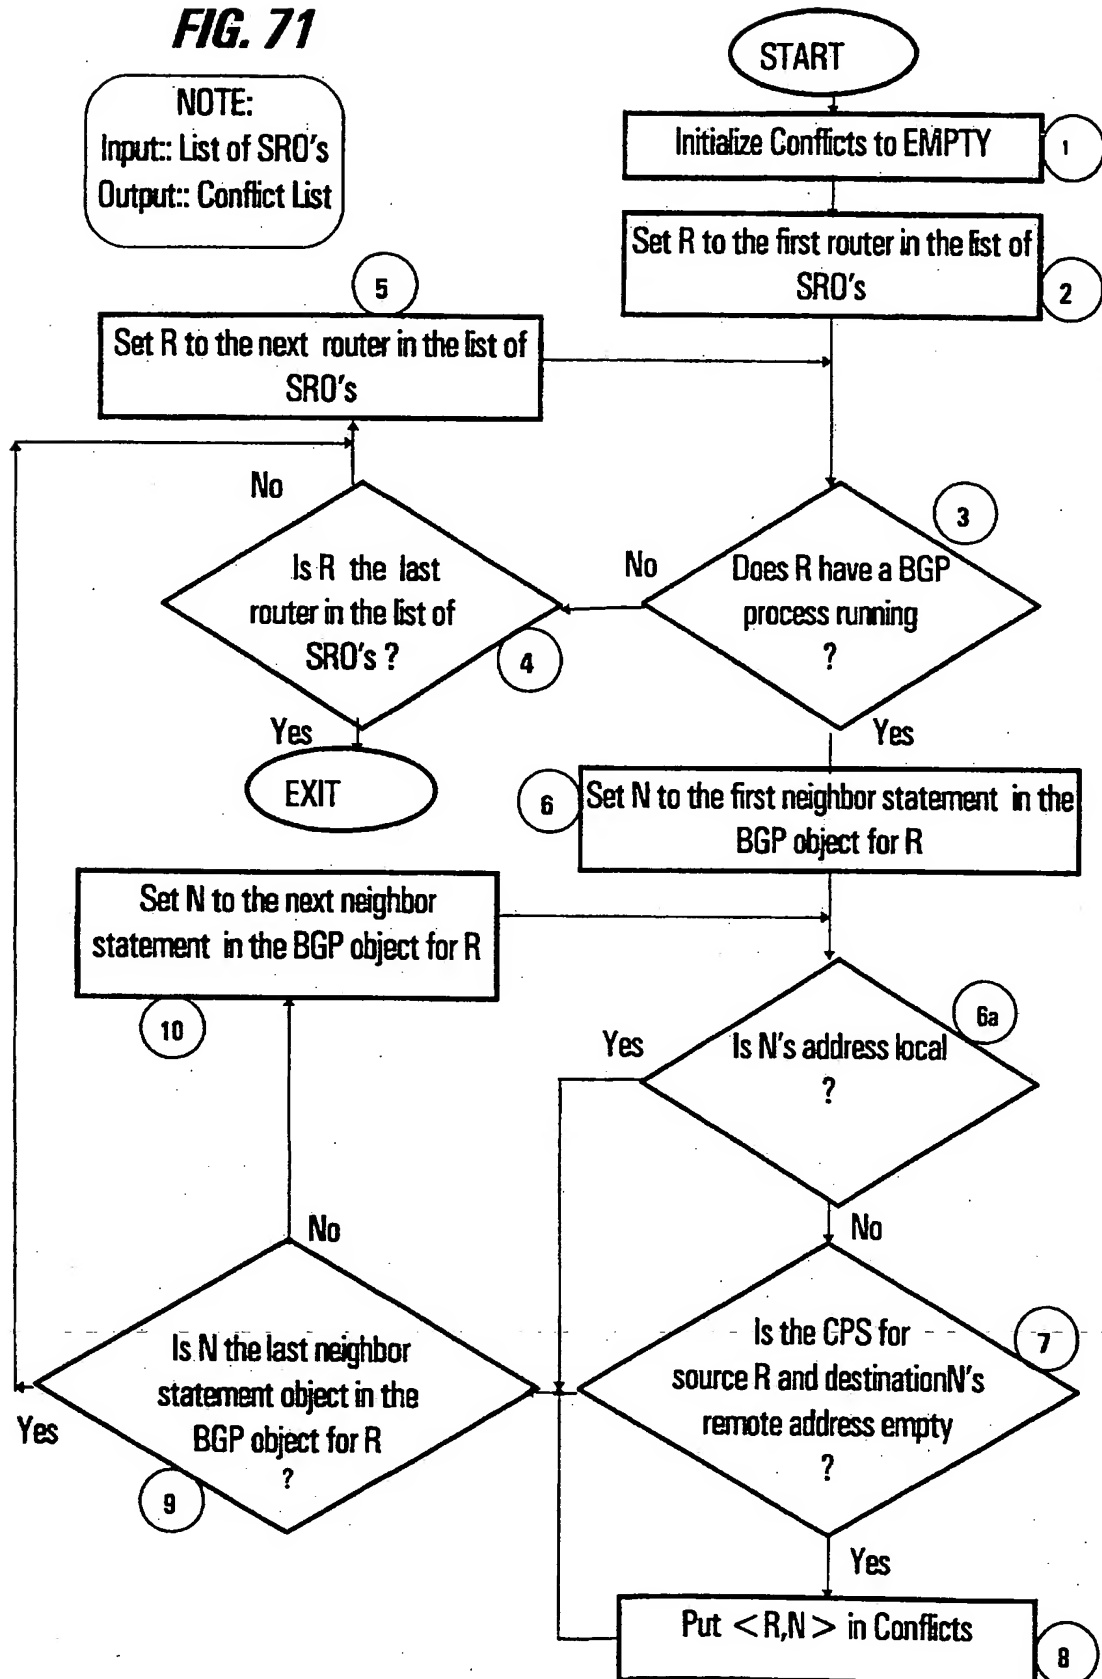 FIG. 71
NOTE:
Input:: List of SRO's
Output:: Conflict List
START
Initialize Conflicts to EMPTY
1
Set R to the first router in the list of
SRO's
2
5
Set R to the next router in the list of
SRO's
No
Is R the last
router in the list of
SRO's ?
4
Yes
EXIT
No
3
Does R have a BGP
process running
?
Yes
6
Set N to the first neighbor statement in the
BGP object for R
Set N to the next neighbor
statement in the BGP object for R
10
6a
Yes
Is N's address local
?
No
No
Is N the last neighbor
statement object in the
BGP object for R
?
Yes
9
7
Is the CPS for
source R and destinationN's
remote address empty
?
Yes
Put <R,N> in Conflicts
8